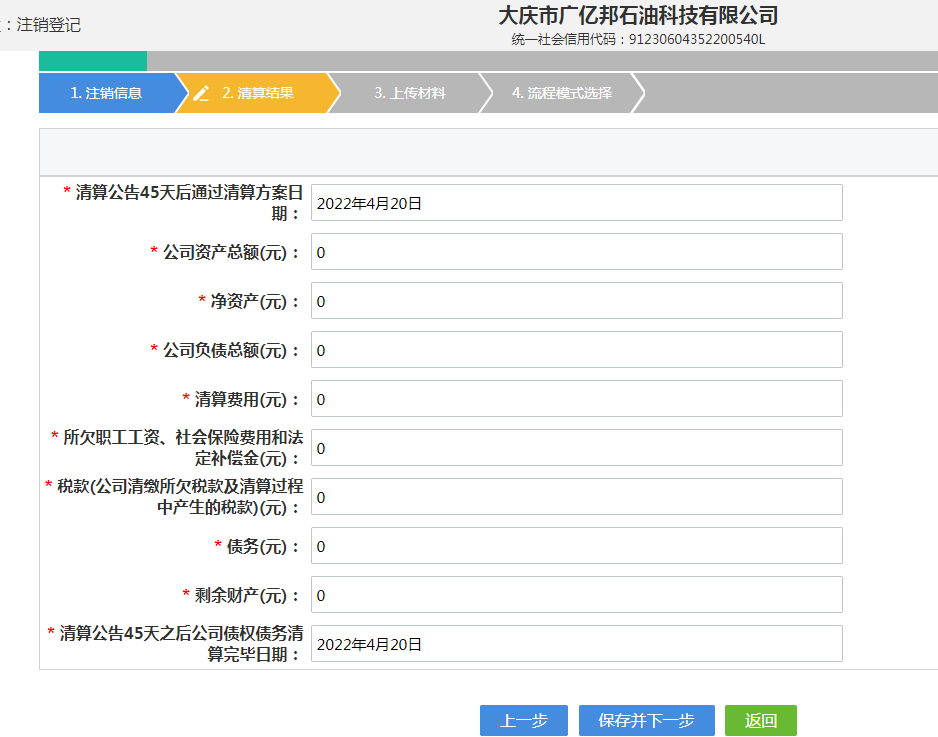 ：注销登记
大庆市广亿邦石油科技有限公司
统一社会信用代码：91230604352200540L
1. 注销信息
2. 清算结果
3. 上传材料
4. 流程模式选择
* 清算公告45天后通过清算方案日
期：
2022年4月20日
* 公司资产总额(元)：
0
* 净资产(元)：
0
* 公司负债总额(元)：
0
* 清算费用(元)：
0
* 所欠职工工资、社会保险费用和法
定补偿金(元)：
0
* 税款(公司清缴所欠税款及清算过程
中产生的税款)(元)：
0
* 债务(元)：
0
* 剩余财产(元)：
0
* 清算公告45天之后公司债权债务清
算完毕日期：
2022年4月20日
上一步
保存并下一步
返回